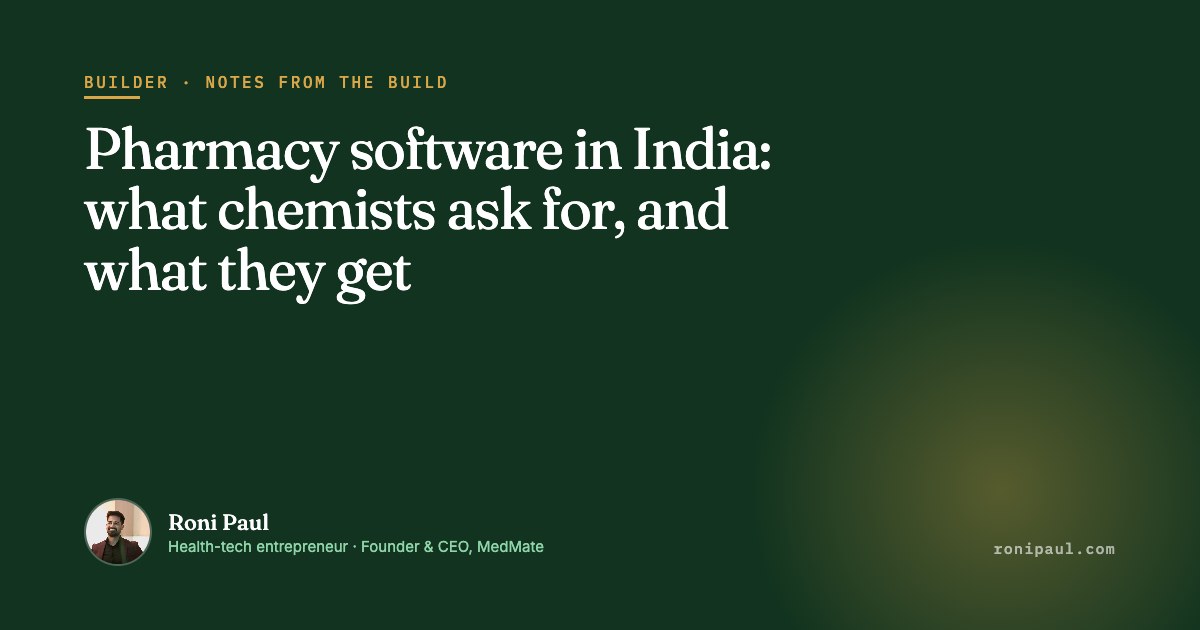 BUILDER · NOTES FROM THE BUILD
Pharmacy software in India:
what chemists ask for, and
what they get
Roni Paul
Health-tech entrepreneur · Founder & CEO, MedMate
ronipaul.com